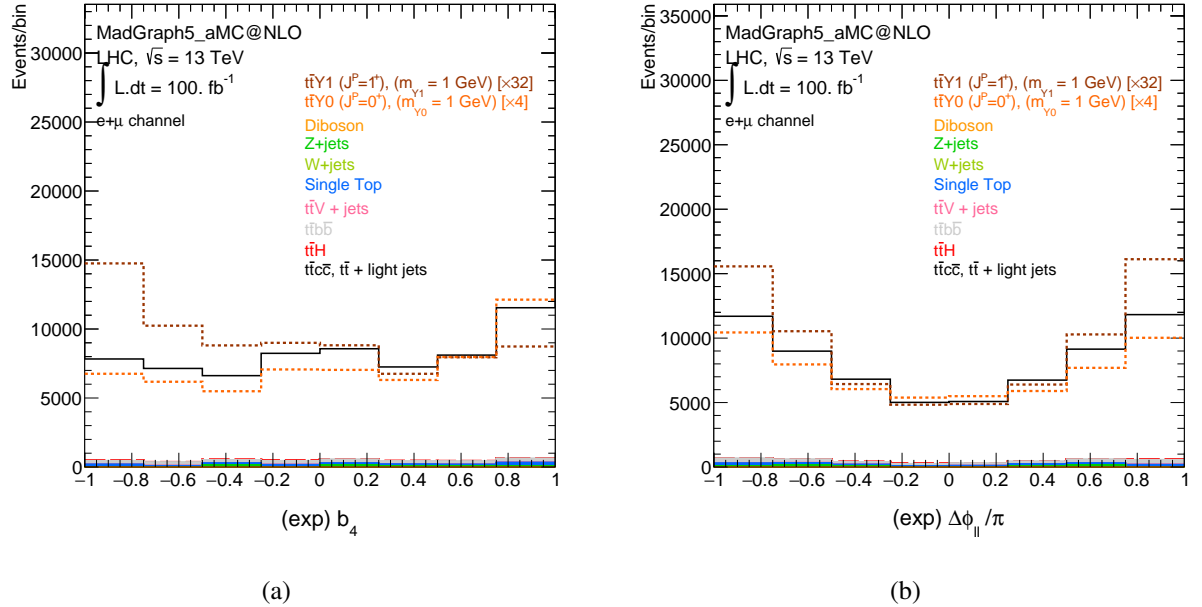 Events/bin
30000
25000
20000
15000
10000
5000
0
MadGraph5_aMC@NLO
LHC, √s = 13 TeV
∫ L.dt = 100. fb⁻¹
e+μ channel
tt̄Y1 (J^P=1⁺), (m_Y1 = 1 GeV) [×32]
tt̄Y0 (J^P=0⁺), (m_Y0 = 1 GeV) [×4]
Diboson
Z+jets
W+jets
Single Top
tt̄V + jets
tt̄bb̄
tt̄H
tt̄cc̄, tt̄ + light jets
−1 −0.8 −0.6 −0.4 −0.2 0 0.2 0.4 0.6 0.8 1
(exp) b₄
(a)
Events/bin
35000
30000
25000
20000
15000
10000
5000
0
MadGraph5_aMC@NLO
LHC, √s = 13 TeV
∫ L.dt = 100. fb⁻¹
e+μ channel
tt̄Y1 (J^P=1⁺), (m_Y1 = 1 GeV) [×32]
tt̄Y0 (J^P=0⁺), (m_Y0 = 1 GeV) [×4]
Diboson
Z+jets
W+jets
Single Top
tt̄V + jets
tt̄bb̄
tt̄H
tt̄cc̄, tt̄ + light jets
−1 −0.8 −0.6 −0.4 −0.2 0 0.2 0.4 0.6 0.8 1
(exp) Δϕ_ll /π
(b)